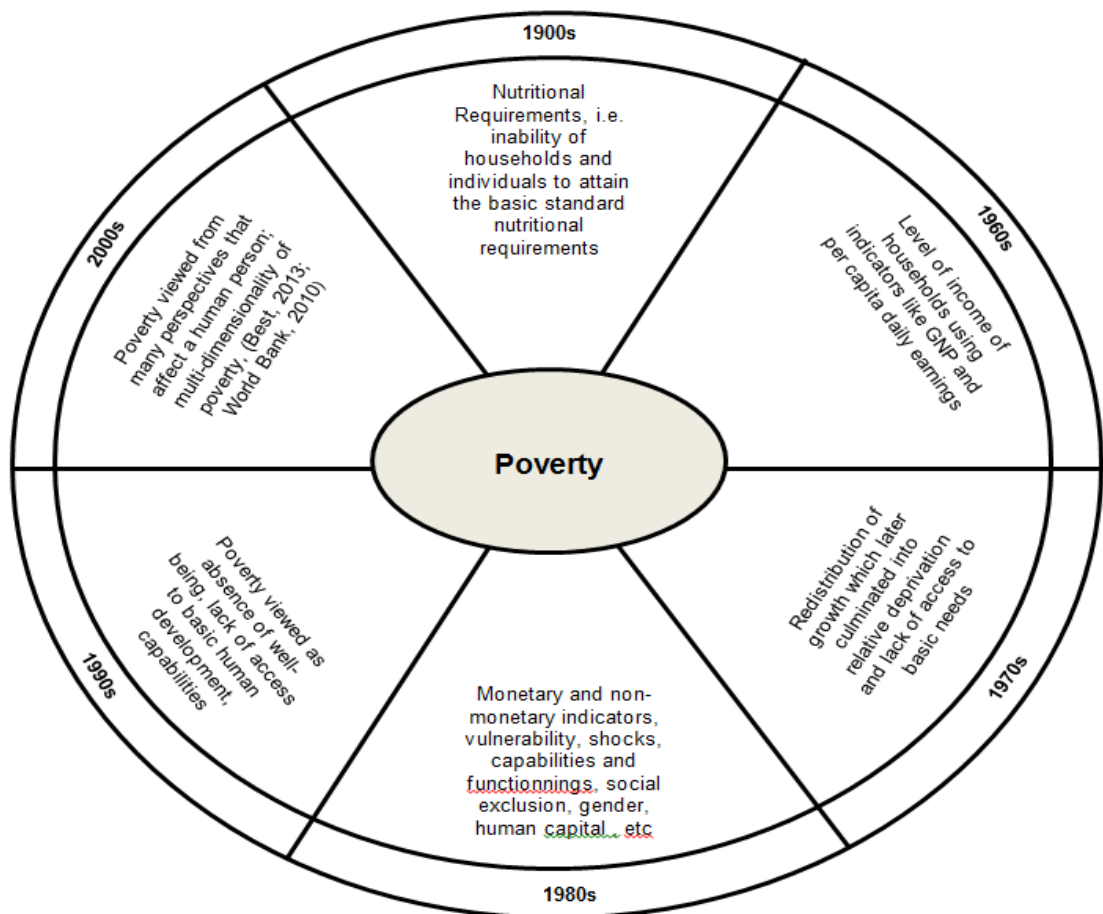 1900s
Nutritional
Requirements, i.e.
inability of
households and
individuals to attain
the basic standard
nutritional
requirements
1960s
Level of income of
households using
indicators like GNP and
per capita daily earnings
1970s
Redistribution of
growth which later
culminated into
relative deprivation
and lack of access to
basic needs
1980s
Monetary and non-
monetary indicators,
vulnerability, shocks,
capabilities and
functionnings, social
exclusion, gender,
human capital , etc
1990s
Poverty viewed as
absence of well-
being, lack of access
to basic human
development,
capabilities
2000s
Poverty viewed from
many perspectives that
affect a human person;
multi-dimensionality of
poverty, (Best, 2013;
World Bank, 2010)
Poverty